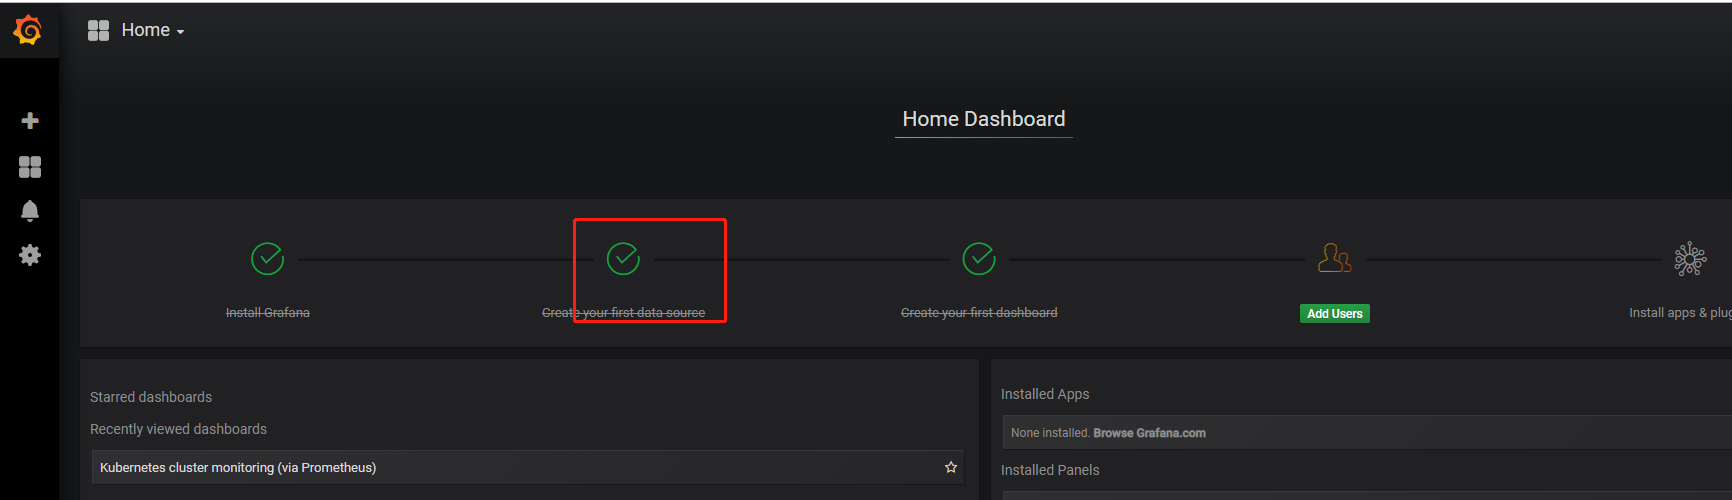 Home
Home Dashboard
Install Grafana
Create your first data source
Create your first dashboard
Add Users
Install apps &
Starred dashboards
Recently viewed dashboards
Kubernetes cluster monitoring (via Prometheus)
Installed Apps
None installed. Browse Grafana.com
Installed Panels